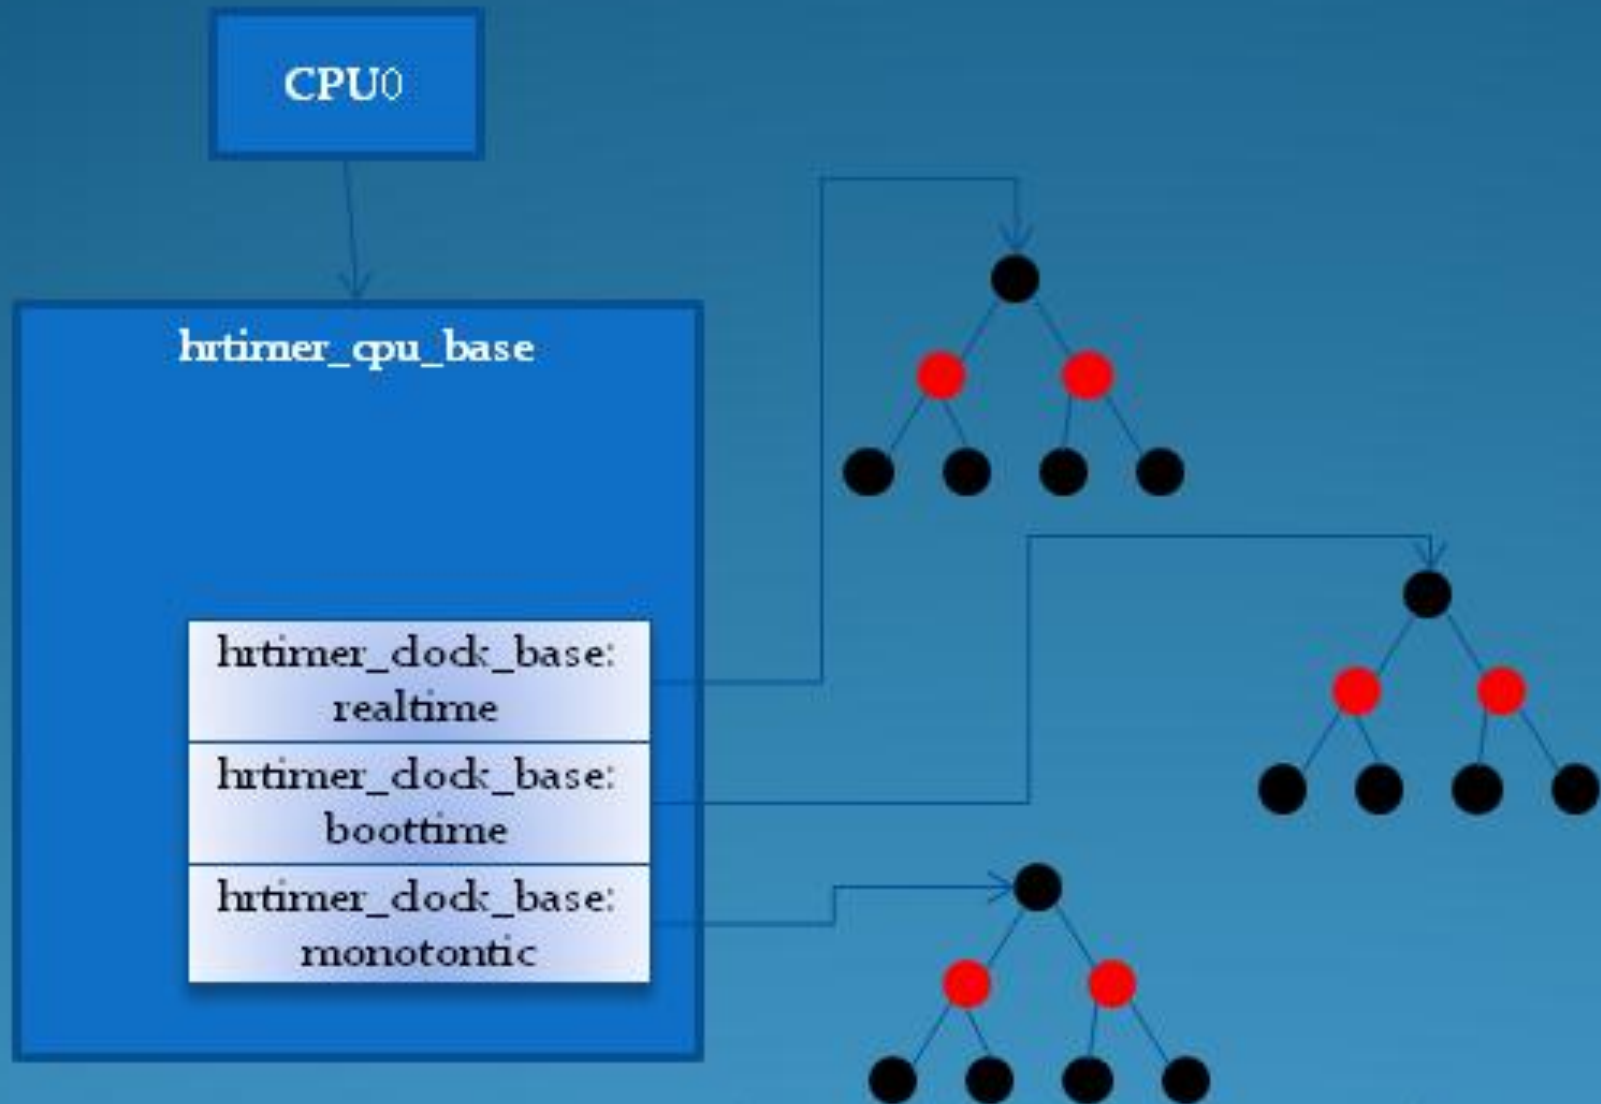 CPU0
hrtimer_cpu_base
hrtimer_clock_base:
realtime
hrtimer_clock_base:
boottime
hrtimer_clock_base:
monotontic